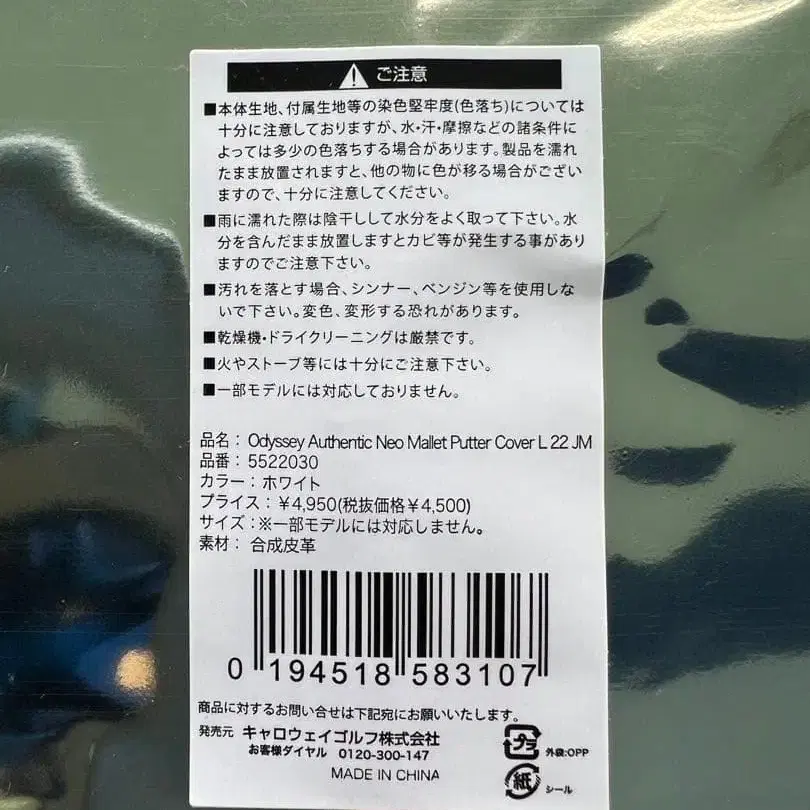 ご注意
■本体生地、付属生地等の染色堅牢度(色落ち)については
十分に注意しておりますが、水・汗・摩擦などの諸条件に
よっては多少の色落ちする場合があります。製品を濡れ
たまま放置されますと、他の物に色が移る場合がござい
ますので、十分に注意してください。
■雨に濡れた際は陰干しして水分をよく取って下さい。水
分を含んだまま放置しますとカビ等が発生する事があり
ますのでご注意下さい。
■汚れを落とす場合、シンナー、ベンジン等を使用しな
いで下さい。変色、変形する恐れがあります。
■乾燥機・ドライクリーニングは厳禁です。
■火やストーブ等には十分にご注意下さい。
■一部モデルには対応しておりません。
品名： Odyssey Authentic Neo Mallet Putter Cover L 22 JM
品番： 5522030
カラー：ホワイト
プライス：￥4,950(税抜価格￥4,500)
サイズ：※一部モデルには対応しません。
素材： 合成皮革
0 194518 583107
商品に対するお問い合せは下記宛にお願いいたします。
発売元 キャロウェイゴルフ株式会社
お客様ダイヤル 0120-300-147
MADE IN CHINA
プラ 外袋:OPP
紙 シール